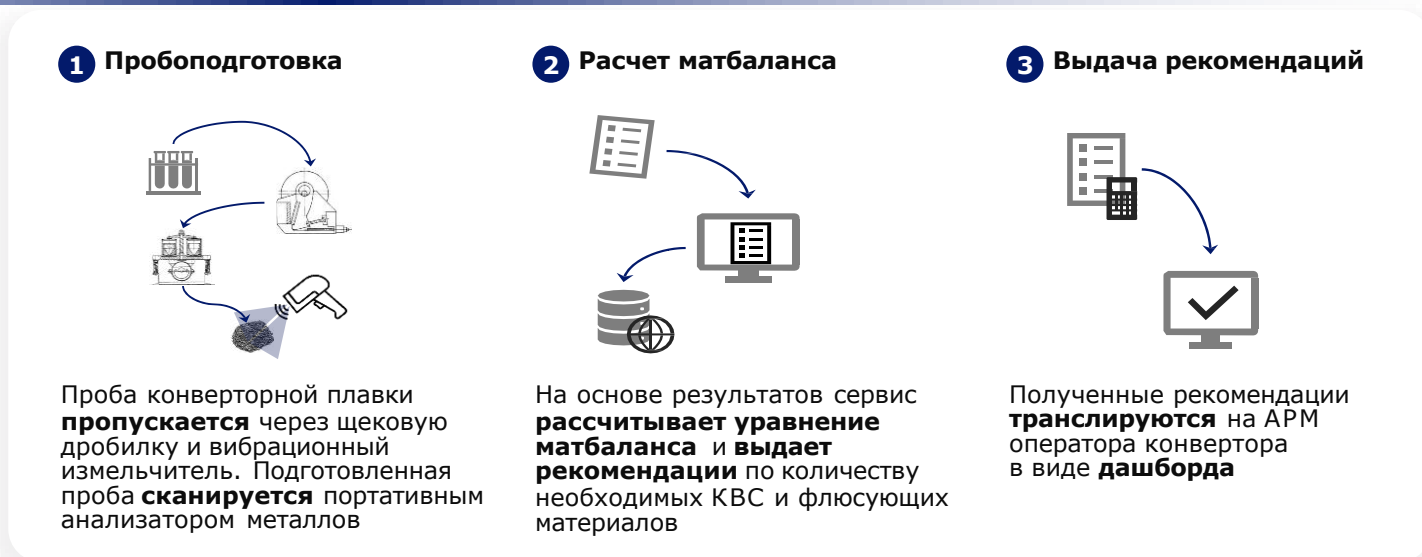 1 Пробоподготовка
Проба конверторной плавки
пропускается через щековую
дробилку и вибрационный
измельчитель. Подготовленная
проба сканируется портативным
анализатором металлов
2 Расчет матбаланса
На основе результатов сервис
рассчитывает уравнение
матбаланса и выдает
рекомендации по количеству
необходимых КВС и флюсующих
материалов
3 Выдача рекомендаций
Полученные рекомендации
транслируются на АРМ
оператора конвертора
в виде дашборда